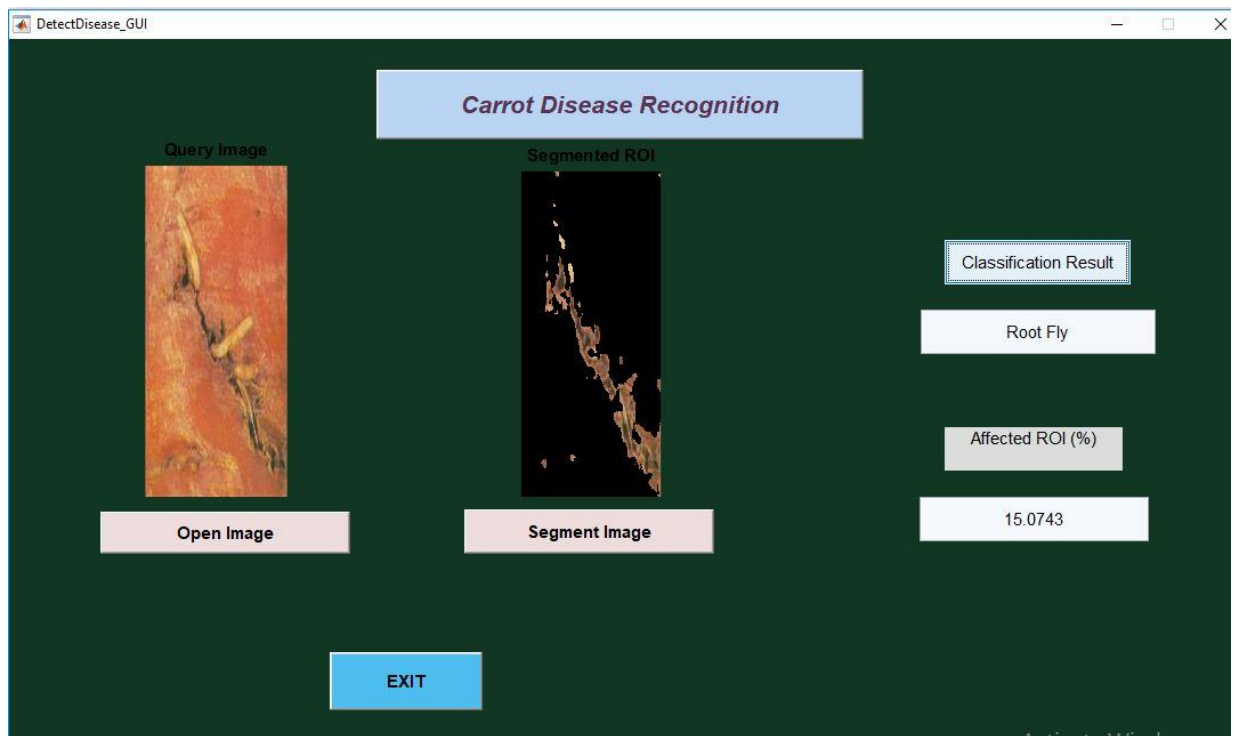 DetectDisease_GUI
Carrot Disease Recognition
Query Image
Segmented ROI
Classification Result
Root Fly
Affected ROI (%)
15.0743
Open Image
Segment Image
EXIT